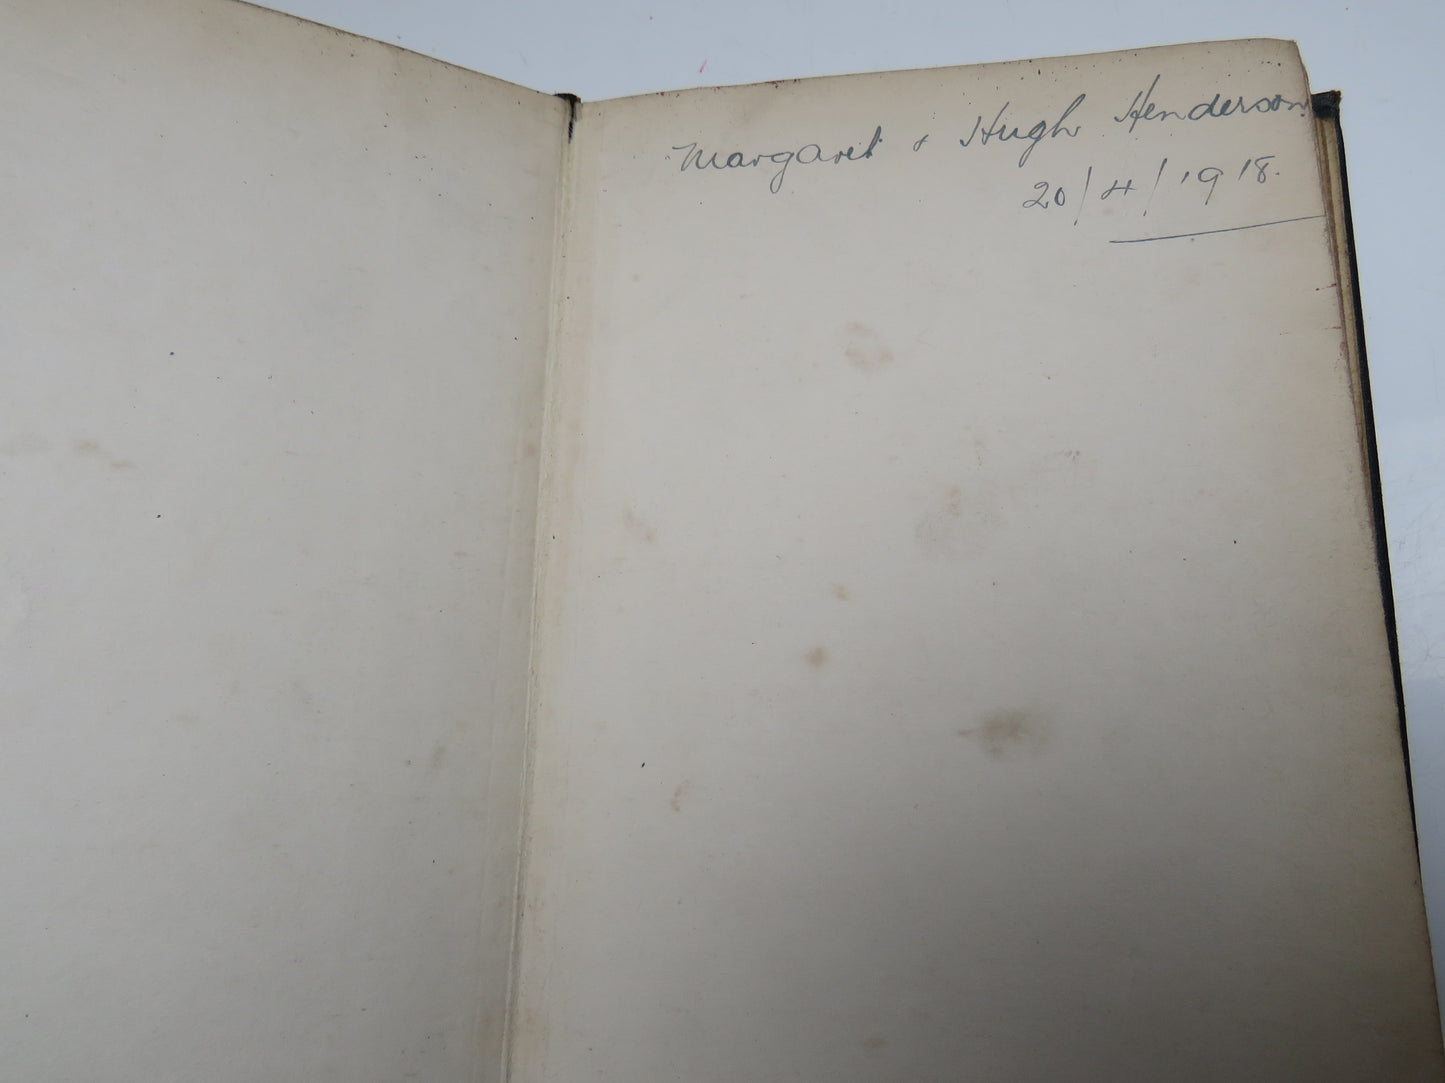 Margaret & Hugh Henderson
20/4/1918.